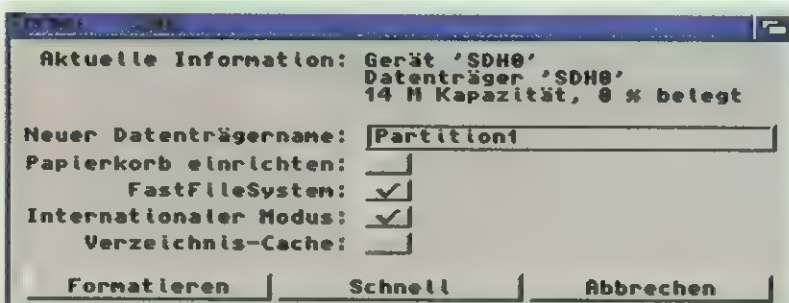 Aktuelle Information: Gerät 'SDH0'
Datenträger 'SDH0'
14 M Kapazität, 0 % belegt
Neuer Datenträgername: Partition1
Papierkorb einrichten:
FastFileSystem:
Internationaler Modus:
Verzeichnis-Cache:
Formatieren Schnell Abbrechen